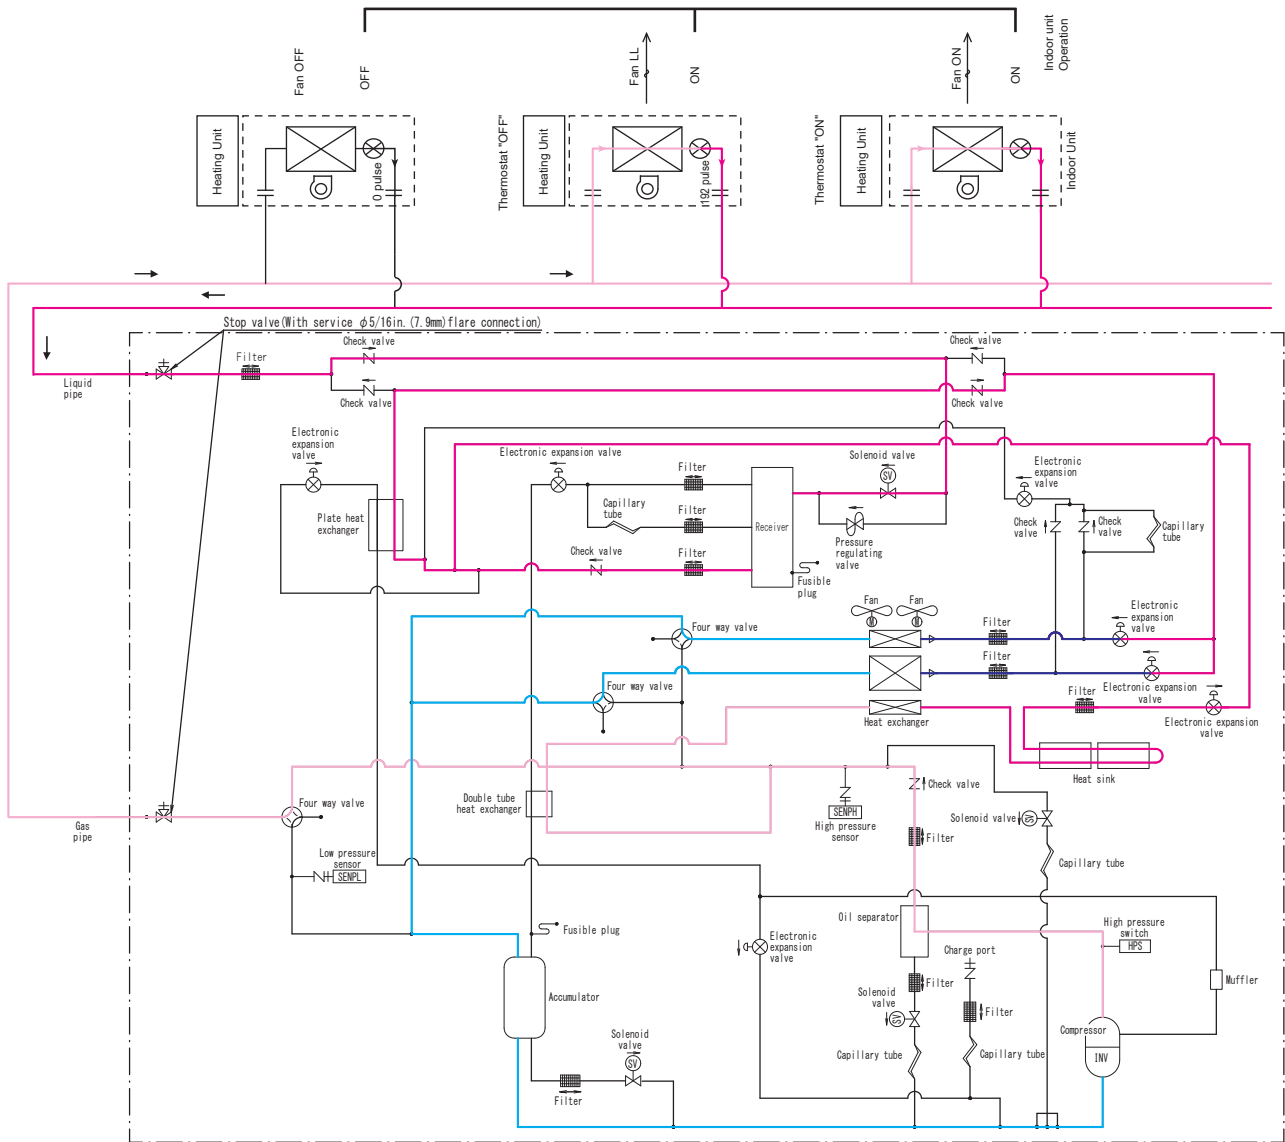 Fan OFF
OFF
Fan LL
ON
Fan ON
ON
Indoor unit
Operation
Heating Unit
0 pulse
Thermostat "OFF"
Heating Unit
192 pulse
Thermostat "ON"
Heating Unit
Indoor Unit
Stop valve(With service φ5/16in.(7.9mm)flare connection)
Check valve
Check valve
Filter
Liquid
pipe
Check valve
Check valve
Electronic
expansion
valve
Electronic expansion valve
Filter
Solenoid valve
SV
Electronic
expansion
valve
Plate heat
exchanger
Capillary
tube
Filter
Receiver
Pressure
regulating
valve
Check
valve
Check
valve
Capillary
tube
Check valve
Filter
Fusible
plug
Fan
Fan
M
M
Four way valve
Filter
Electronic
expansion
valve
Filter
Four way valve
Electronic expansion
valve
Filter
Heat exchanger
Electronic expansion
valve
Heat sink
Double tube
heat exchanger
Check valve
Four way valve
Gas
pipe
SENPH
High pressure
sensor
Solenoid valve
SV
Filter
Low pressure
sensor
SENPL
Capillary tube
Oil separator
High pressure
switch
HPS
Fusible plug
Electronic
expansion
valve
Charge port
Filter
Muffler
Accumulator
Solenoid
valve
SV
Filter
Compressor
INV
Solenoid
valve
SV
Capillary tube
Capillary tube
Filter